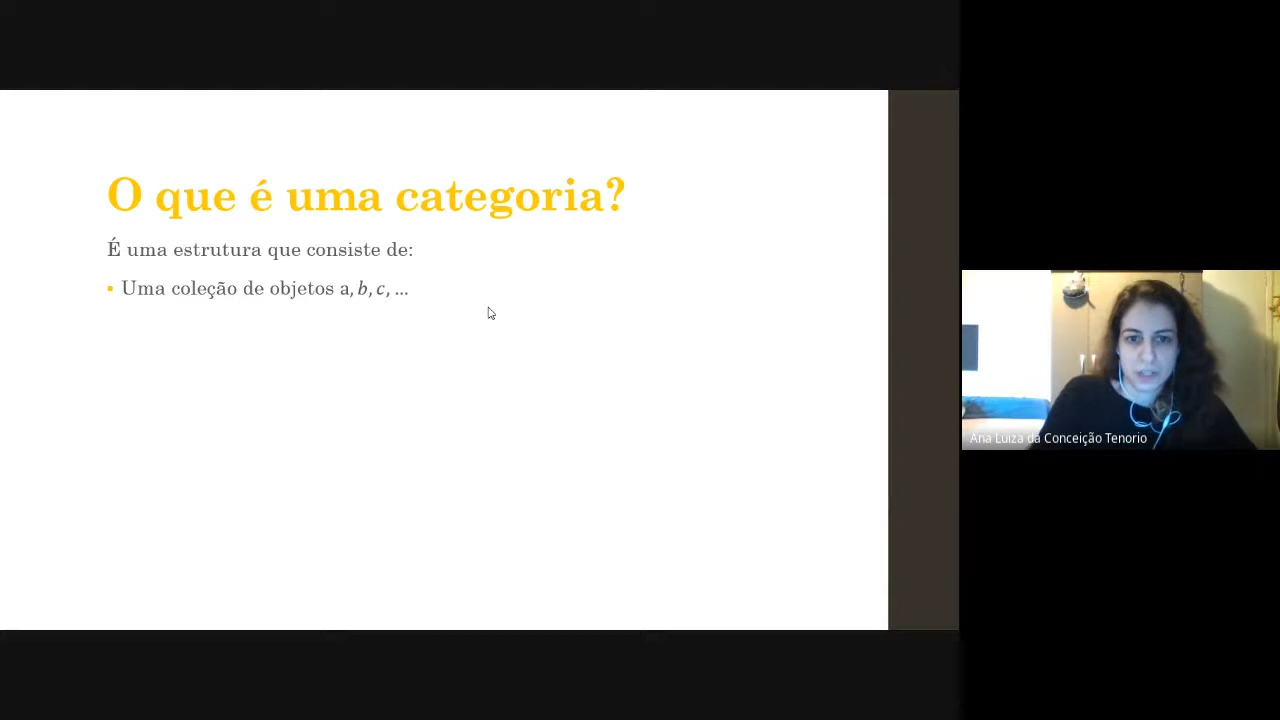 O que é uma categoria?
É uma estrutura que consiste de:
• Uma coleção de objetos a, b, c, ...
Ana Luiza da Conceição Tenorio